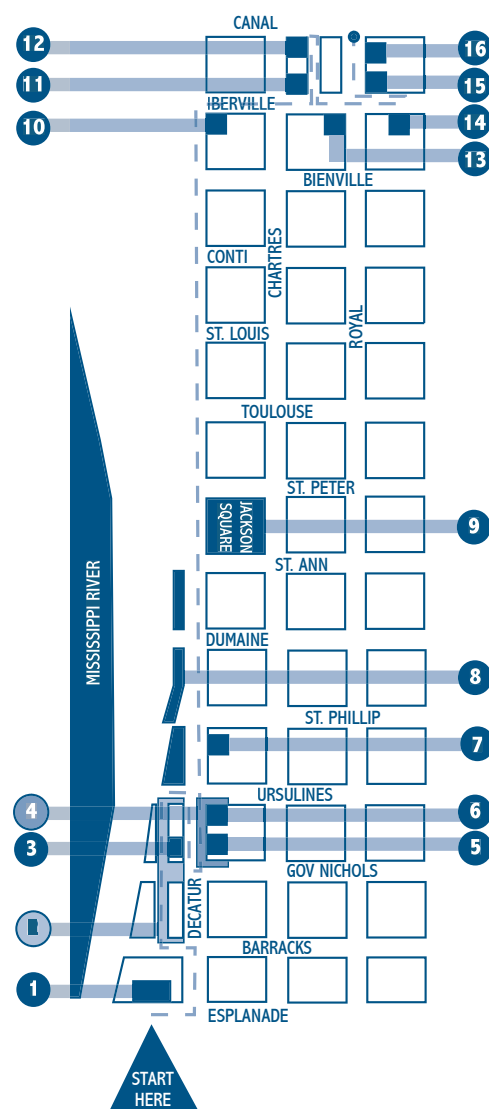 CANAL
12
16
11
15
IBERVILLE
10
14
13
BIENVILLE
CHARTRES
CONTI
ROYAL
ST. LOUIS
TOULOUSE
ST. PETER
JACKSON
SQUARE
9
ST. ANN
DUMAINE
MISSISSIPPI RIVER
8
ST. PHILLIP
7
URSULINES
4
6
3
5
GOV NICHOLS
DECATUR
BARRACKS
1
ESPLANADE
START
HERE